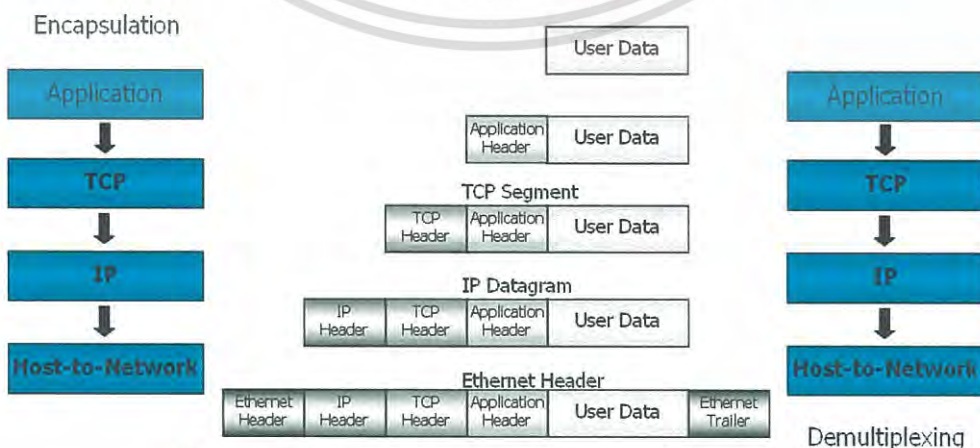 Encapsulation
User Data
Application
Application
Application
Header
User Data
TCP
TCP
TCP Segment
TCP
Header
Application
Header
User Data
IP
IP
IP Datagram
IP
Header
TCP
Header
Application
Header
User Data
Host-to-Network
Host-to-Network
Ethernet Header
Ethernet
Header
IP
Header
TCP
Header
Application
Header
User Data
Ethernet
Trailer
Demultiplexing